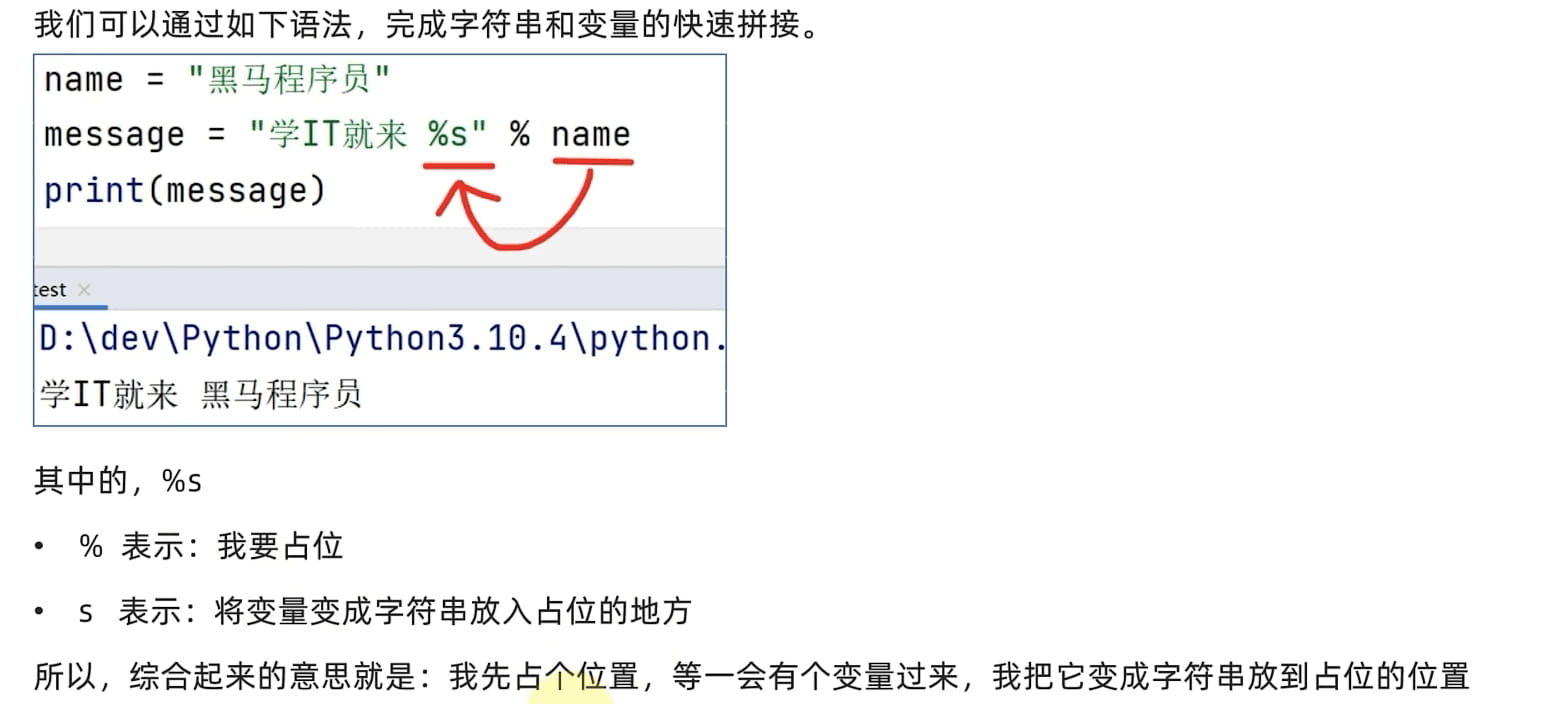 我们可以通过如下语法，完成字符串和变量的快速拼接。
name = "黑马程序员"
message = "学IT就来 %s" % name
print(message)
test ×
D:\dev\Python\Python3.10.4\python.
学IT就来 黑马程序员
其中的，%s
• % 表示：我要占位
• s 表示：将变量变成字符串放入占位的地方
所以，综合起来的意思就是：我先占个位置，等一会有个变量过来，我把它变成字符串放到占位的位置